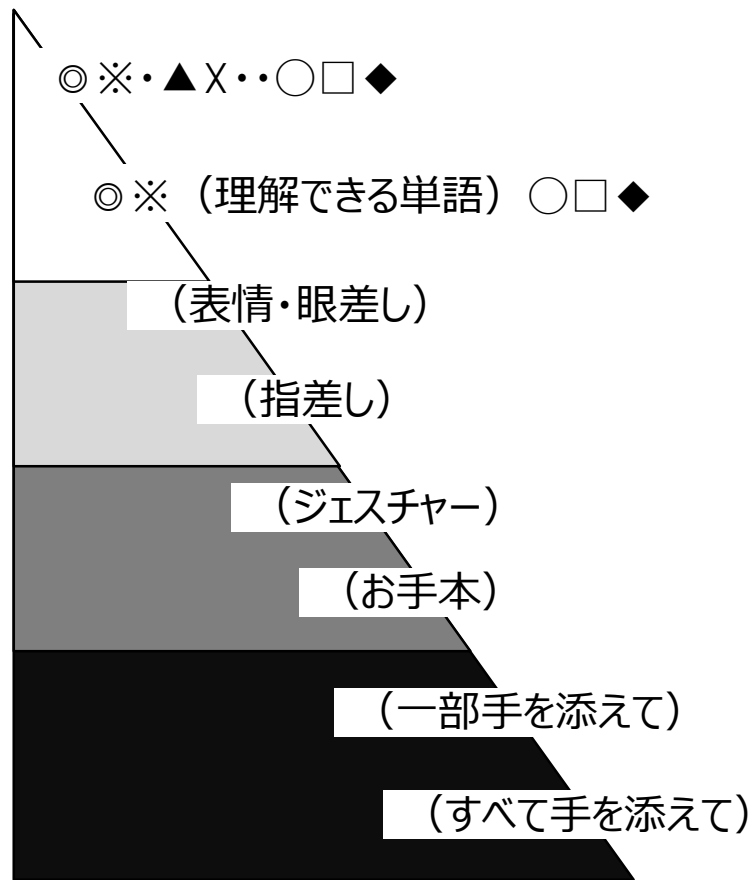 ◎※・▲X・・○□◆
◎※（理解できる単語）○□◆
（表情・眼差し）
（指差し）
（ジェスチャー）
（お手本）
（一部手を添えて）
（すべて手を添えて）